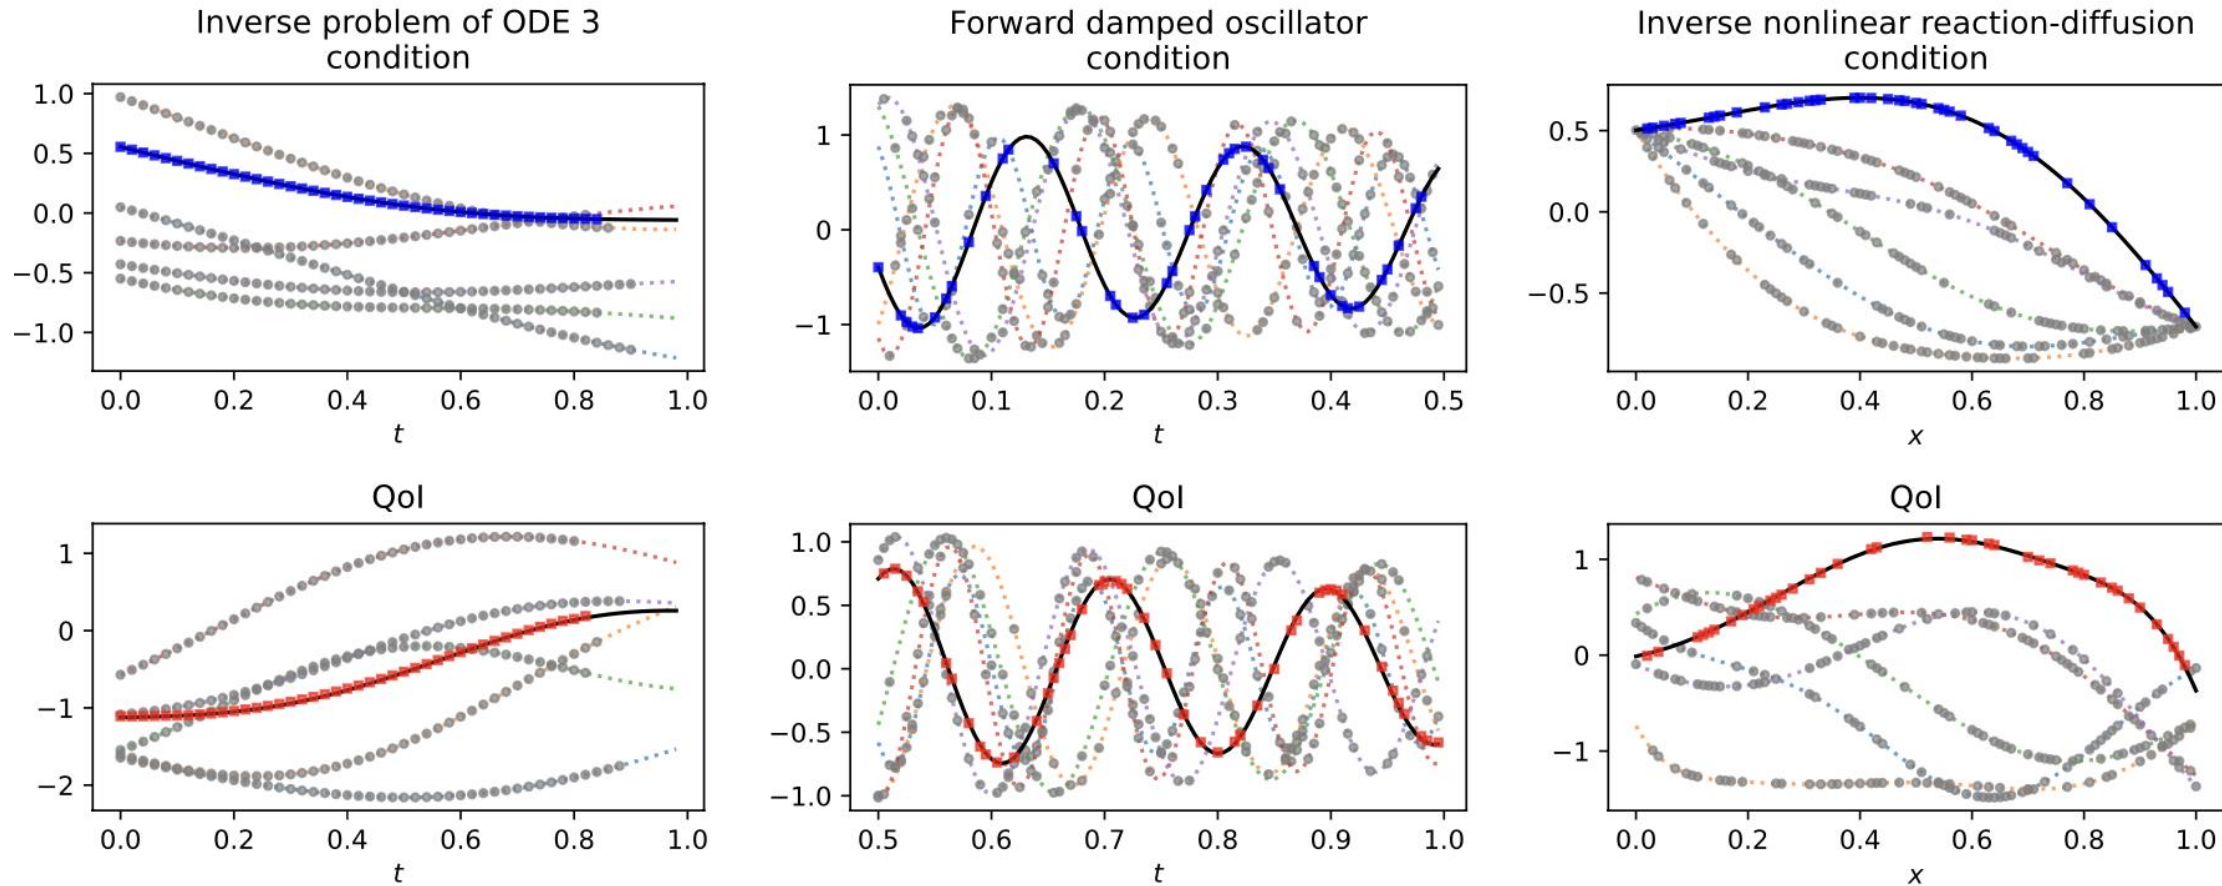 Inverse problem of ODE 3
condition
1.0
0.5
0.0
−0.5
−1.0
0.0 0.2 0.4 0.6 0.8 1.0
t
Forward damped oscillator
condition
1
0
−1
0.0 0.1 0.2 0.3 0.4 0.5
t
Inverse nonlinear reaction-diffusion
condition
0.5
0.0
−0.5
0.0 0.2 0.4 0.6 0.8 1.0
x
QoI
1
0
−1
−2
0.0 0.2 0.4 0.6 0.8 1.0
t
QoI
1.0
0.5
0.0
−0.5
−1.0
0.5 0.6 0.7 0.8 0.9 1.0
t
QoI
1
0
−1
0.0 0.2 0.4 0.6 0.8 1.0
x